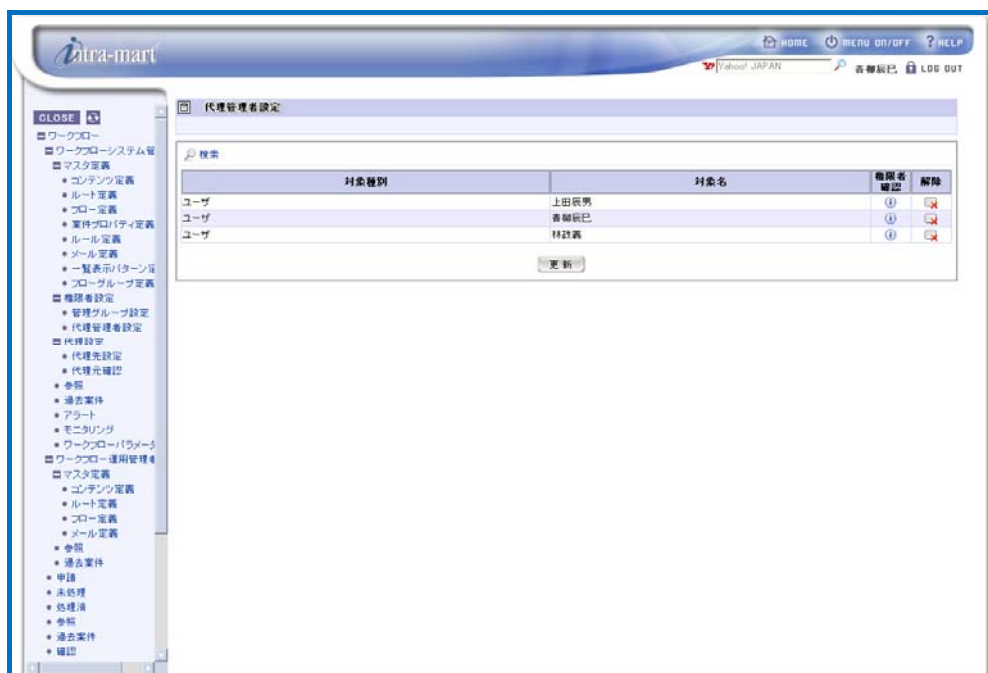 intra-mart
HOME MENU ON/OFF ? HELP
Yahoo! JAPAN 青柳辰巳 LOG OUT
CLOSE
代理管理者設定
検索
対象種別 対象名 権限者確認 解除
ユーザ 上田辰男
ユーザ 青柳辰巳
ユーザ 林政義
更新
ワークフロー
ワークフローシステム管
マスタ定義
コンテンツ定義
ルート定義
フロー定義
案件プロパティ定義
ルール定義
メール定義
一覧表示パターン定
フローグループ定義
権限者設定
管理グループ設定
代理管理者設定
代理設定
代理先設定
代理元確認
参照
過去案件
アラート
モニタリング
ワークフローパラメータ
ワークフロー運用管理者
マスタ定義
コンテンツ定義
ルート定義
フロー定義
メール定義
参照
過去案件
申請
未処理
処理済
参照
過去案件
確認